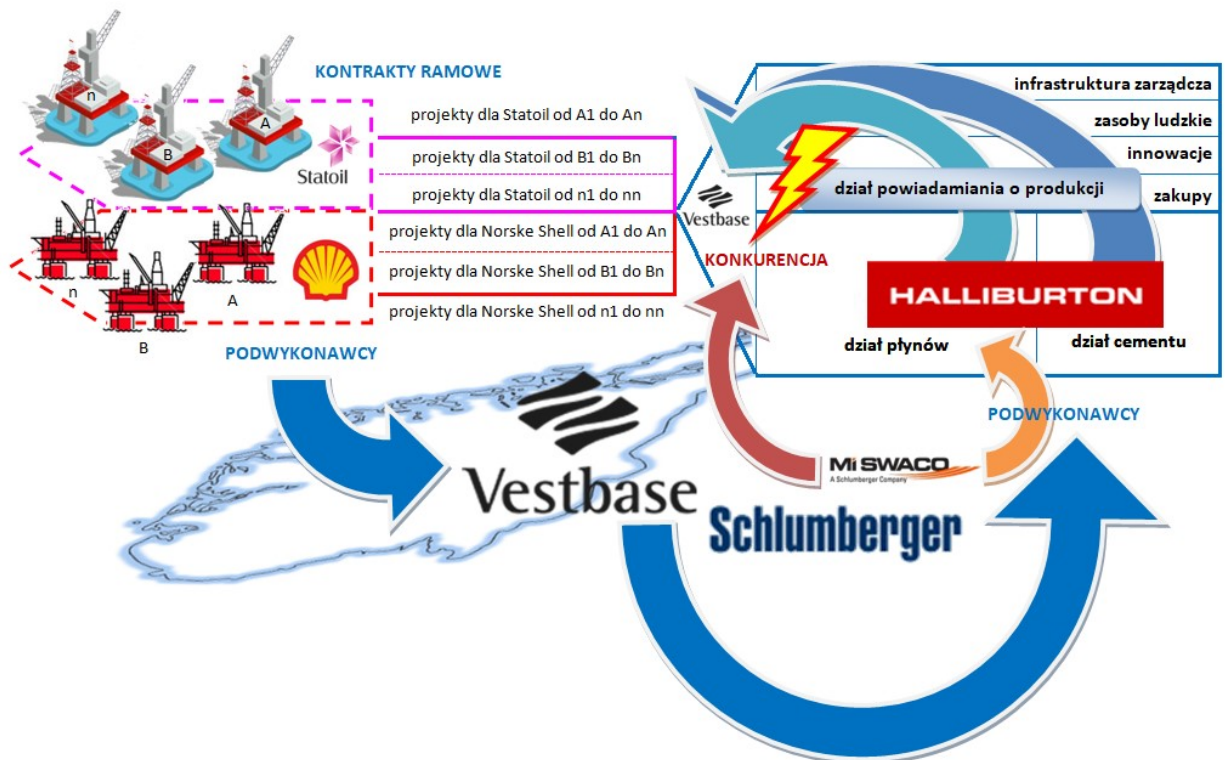 KONTRAKTY RAMOWE
n
A
B
Statoil
projekty dla Statoil od A1 do An
projekty dla Statoil od B1 do Bn
projekty dla Statoil od n1 do nn
projekty dla Norske Shell od A1 do An
projekty dla Norske Shell od B1 do Bn
projekty dla Norske Shell od n1 do nn
n
A
B
PODWYKONAWCY
infrastruktura zarządcza
zasoby ludzkie
innowacje
zakupy
dział powiadamiania o produkcji
Vestbase
KONKURENCJA
HALLIBURTON
dział płynów
dział cementu
PODWYKONAWCY
Vestbase
Mi SWACO
A Schlumberger Company
Schlumberger